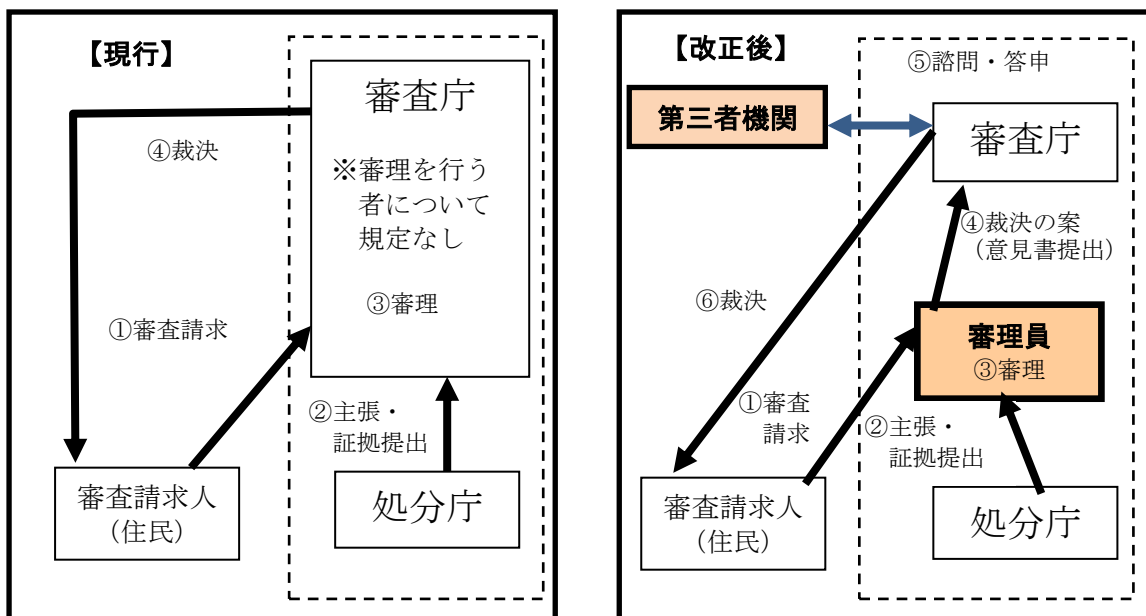 【現行】
審査庁
※審理を行う
者について
規定なし
③審理
④裁決
①審査請求
②主張・
証拠提出
審査請求人
（住民）
処分庁
【改正後】
⑤諮問・答申
第三者機関
審査庁
④裁決の案
（意見書提出）
⑥裁決
審理員
③審理
①審査
請求
②主張・
証拠提出
審査請求人
（住民）
処分庁